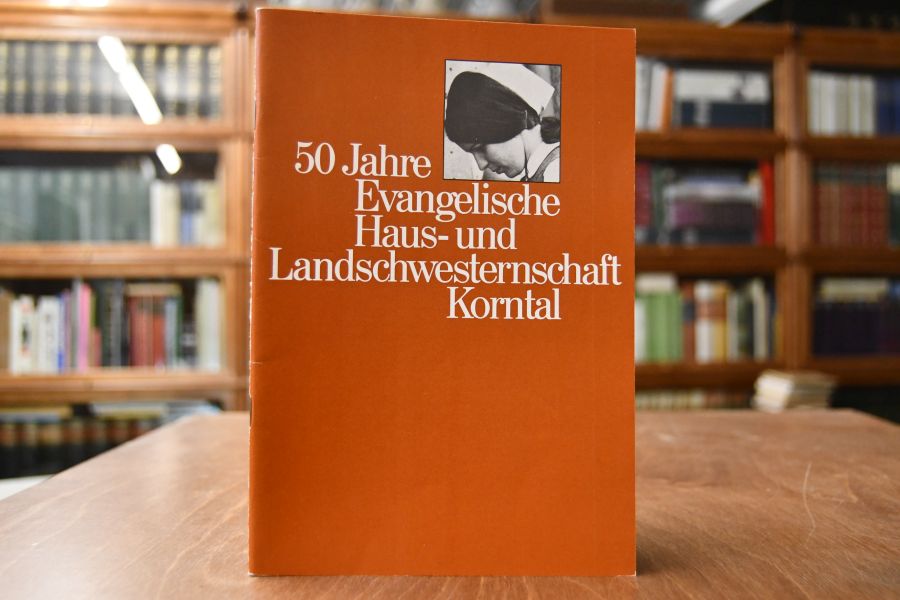 50 Jahre
Evangelische
Haus- und
Landschwesternschaft
Korntal